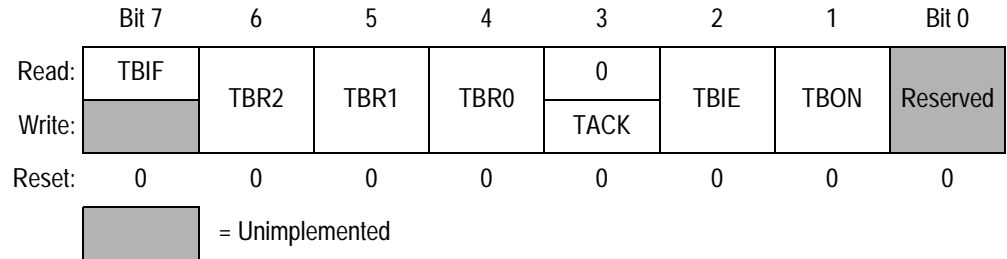 Bit 7 6 5 4 3 2 1 Bit 0
Read: TBIF TBR2 TBR1 TBR0 0 TBIE TBON Reserved
Write: TACK
Reset: 0 0 0 0 0 0 0 0
= Unimplemented